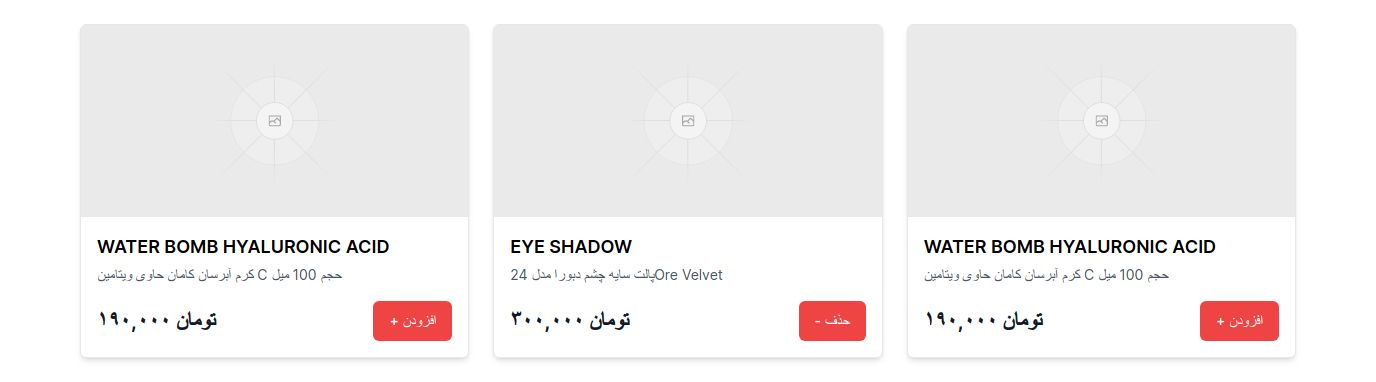 WATER BOMB HYALURONIC ACID
حجم 100 میل C کرم آبرسان کامان حاوی ویتامین
تومان ۱۹۰,۰۰۰
افزودن +
EYE SHADOW
پالت سایه چشم دبورا مدل 24Ore Velvet
تومان ۳۰۰,۰۰۰
حذف -
WATER BOMB HYALURONIC ACID
حجم 100 میل C کرم آبرسان کامان حاوی ویتامین
تومان ۱۹۰,۰۰۰
افزودن +